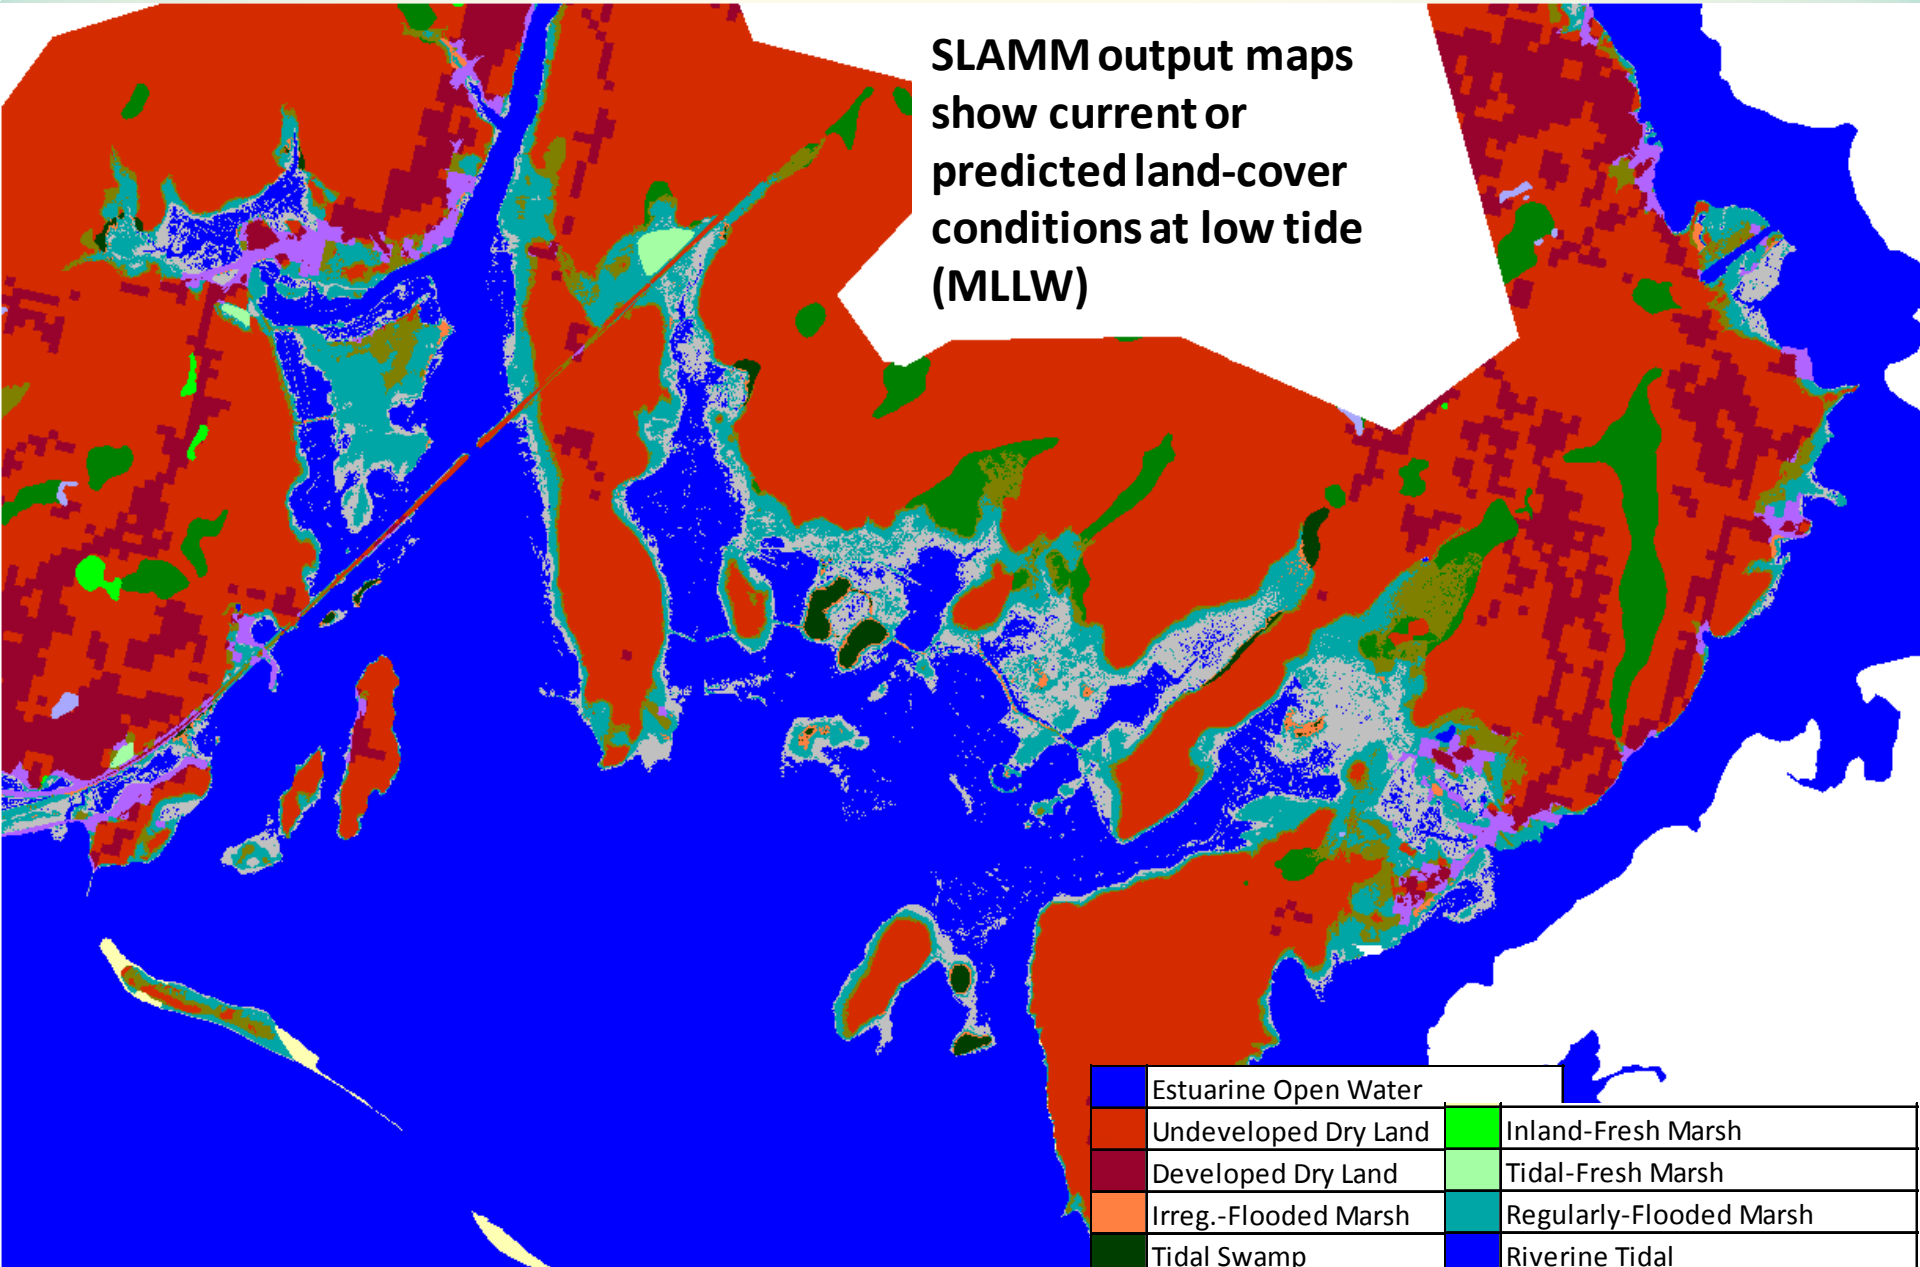 SLAMM output maps
show current or
predicted land-cover
conditions at low tide
(MLLW)
Estuarine Open Water
Undeveloped Dry Land Inland-Fresh Marsh
Developed Dry Land Tidal-Fresh Marsh
Irreg.-Flooded Marsh Regularly-Flooded Marsh
Tidal Swamp Riverine Tidal